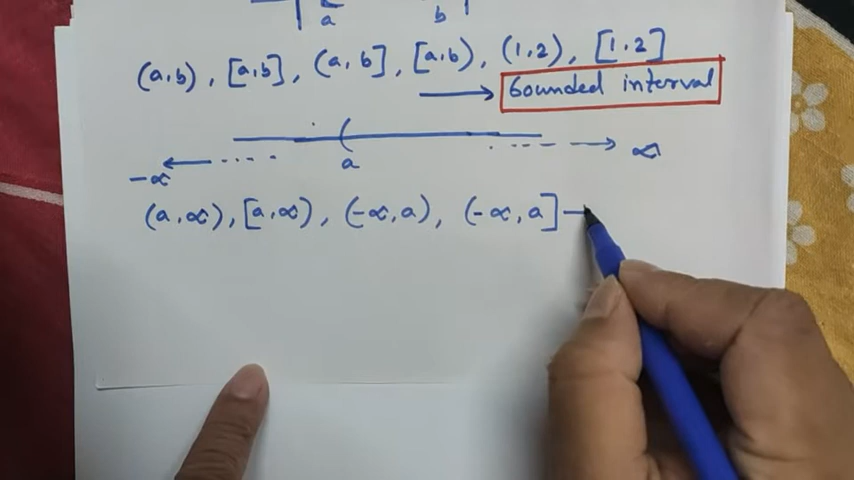 a b
(a,b), [a,b], (a,b], [a,b), (1,2), [1,2]
bounded interval
a
-∞ ∞
(a,∞), [a,∞), (-∞,a), (-∞,a]